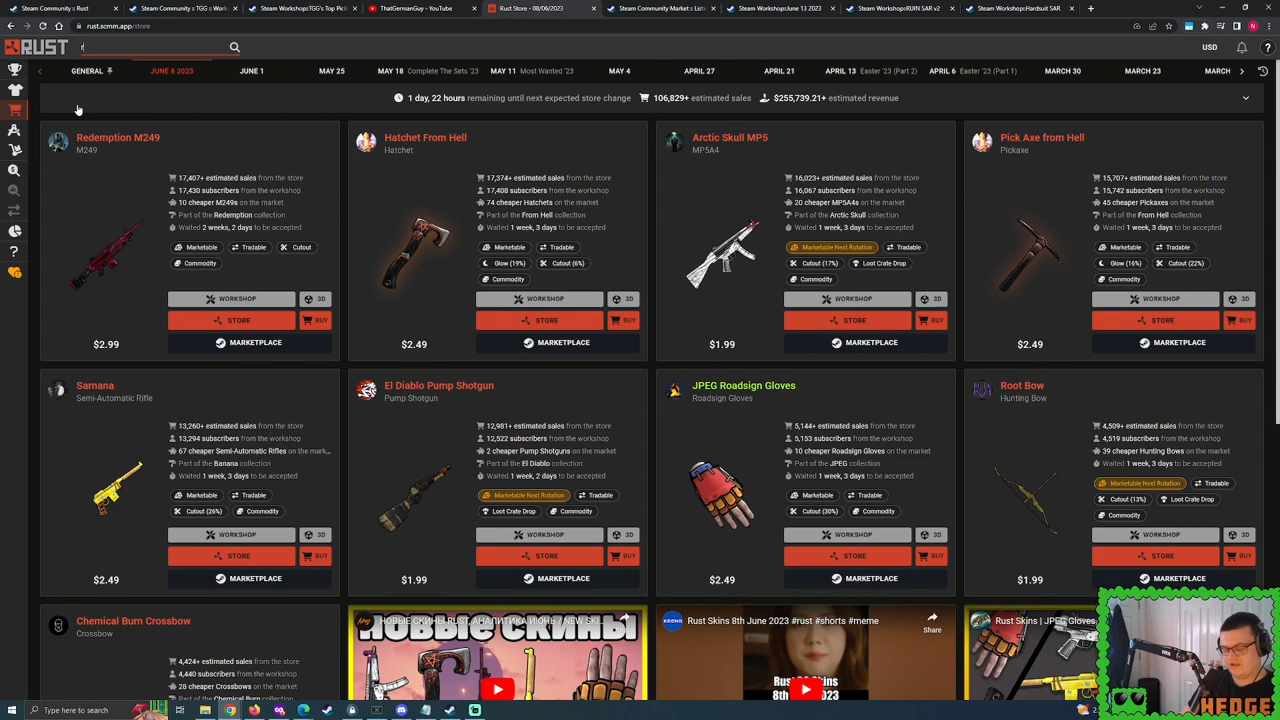 Steam Community :: Rust
Steam Community :: TGG :: Work
Steam Workshop::TGG's Top Pick
ThatGermanGuy - YouTube
Rust Store - 08/06/2023
Steam Community Market :: List
Steam Workshop::June 13 2023
Steam Workshop::RUIN SAR v2
Steam Workshop::Hardsuit SAR
rust.scmm.app/store
RUST
r
USD
GENERAL
JUNE 8 2023
JUNE 1
MAY 25
MAY 18 Complete The Sets '23
MAY 11 Most Wanted '23
MAY 4
APRIL 27
APRIL 21
APRIL 13 Easter '23 (Part 2)
APRIL 6 Easter '23 (Part 1)
MARCH 30
MARCH 23
MARCH
1 day, 22 hours remaining until next expected store change 106,829+ estimated sales $255,739.21+ estimated revenue
Redemption M249
M249
17,407+ estimated sales from the store
17,430 subscribers from the workshop
10 cheaper M249s on the market
Part of the Redemption collection
Waited 2 weeks, 2 days to be accepted
Marketable Tradable Cutout
Commodity
WORKSHOP 3D
STORE BUY
$2.99 MARKETPLACE
Hatchet From Hell
Hatchet
17,374+ estimated sales from the store
17,408 subscribers from the workshop
74 cheaper Hatchets on the market
Part of the From Hell collection
Waited 1 week, 3 days to be accepted
Marketable Tradable
Glow (19%) Cutout (6%)
Commodity
WORKSHOP 3D
STORE BUY
$2.49 MARKETPLACE
Arctic Skull MP5
MP5A4
16,023+ estimated sales from the store
16,067 subscribers from the workshop
20 cheaper MP5A4s on the market
Part of the Arctic Skull collection
Waited 1 week, 3 days to be accepted
Marketable Next Rotation Tradable
Cutout (17%) Loot Crate Drop
Commodity
WORKSHOP 3D
STORE BUY
$1.99 MARKETPLACE
Pick Axe from Hell
Pickaxe
15,707+ estimated sales from the store
15,742 subscribers from the workshop
45 cheaper Pickaxes on the market
Part of the From Hell collection
Waited 1 week, 3 days to be accepted
Marketable Tradable
Glow (16%) Cutout (22%)
Commodity
WORKSHOP 3D
STORE BUY
$2.49 MARKETPLACE
Sarnana
Semi-Automatic Rifle
13,260+ estimated sales from the store
13,294 subscribers from the workshop
67 cheaper Semi-Automatic Rifles on the mark...
Part of the Banana collection
Waited 1 week, 3 days to be accepted
Marketable Tradable
Cutout (26%) Commodity
WORKSHOP 3D
STORE BUY
$2.49 MARKETPLACE
El Diablo Pump Shotgun
Pump Shotgun
12,981+ estimated sales from the store
12,522 subscribers from the workshop
2 cheaper Pump Shotguns on the market
Part of the El Diablo collection
Waited 1 week, 2 days to be accepted
Marketable Next Rotation Tradable
Loot Crate Drop Commodity
WORKSHOP 3D
STORE BUY
$1.99 MARKETPLACE
JPEG Roadsign Gloves
Roadsign Gloves
5,144+ estimated sales from the store
5,153 subscribers from the workshop
10 cheaper Roadsign Gloves on the market
Part of the JPEG collection
Waited 1 week, 3 days to be accepted
Marketable Tradable
Cutout (30%) Commodity
WORKSHOP 3D
STORE BUY
$2.49 MARKETPLACE
Root Bow
Hunting Bow
4,509+ estimated sales from the store
4,519 subscribers from the workshop
39 cheaper Hunting Bows on the market
Waited 1 week, 3 days to be accepted
Marketable Next Rotation Tradable
Cutout (13%) Loot Crate Drop
Commodity
WORKSHOP 3D
STORE BUY
$1.99 MARKETPLACE
Chemical Burn Crossbow
Crossbow
4,424+ estimated sales from the store
4,440 subscribers from the workshop
28 cheaper Crossbows on the market
Part of the Chemical Burn collection
НОВЫЕ СКИНЫ RUST, АНАЛИТИКА ИЮНЬ / NEW SKI...
НОВЫЕ СКИНЫ
KEENO
Rust Skins 8th June 2023 #rust #shorts #meme
Share
Rust Skins
8th June 2023
Rust Skins | JPEG Gloves
Type here to search
HEDGE